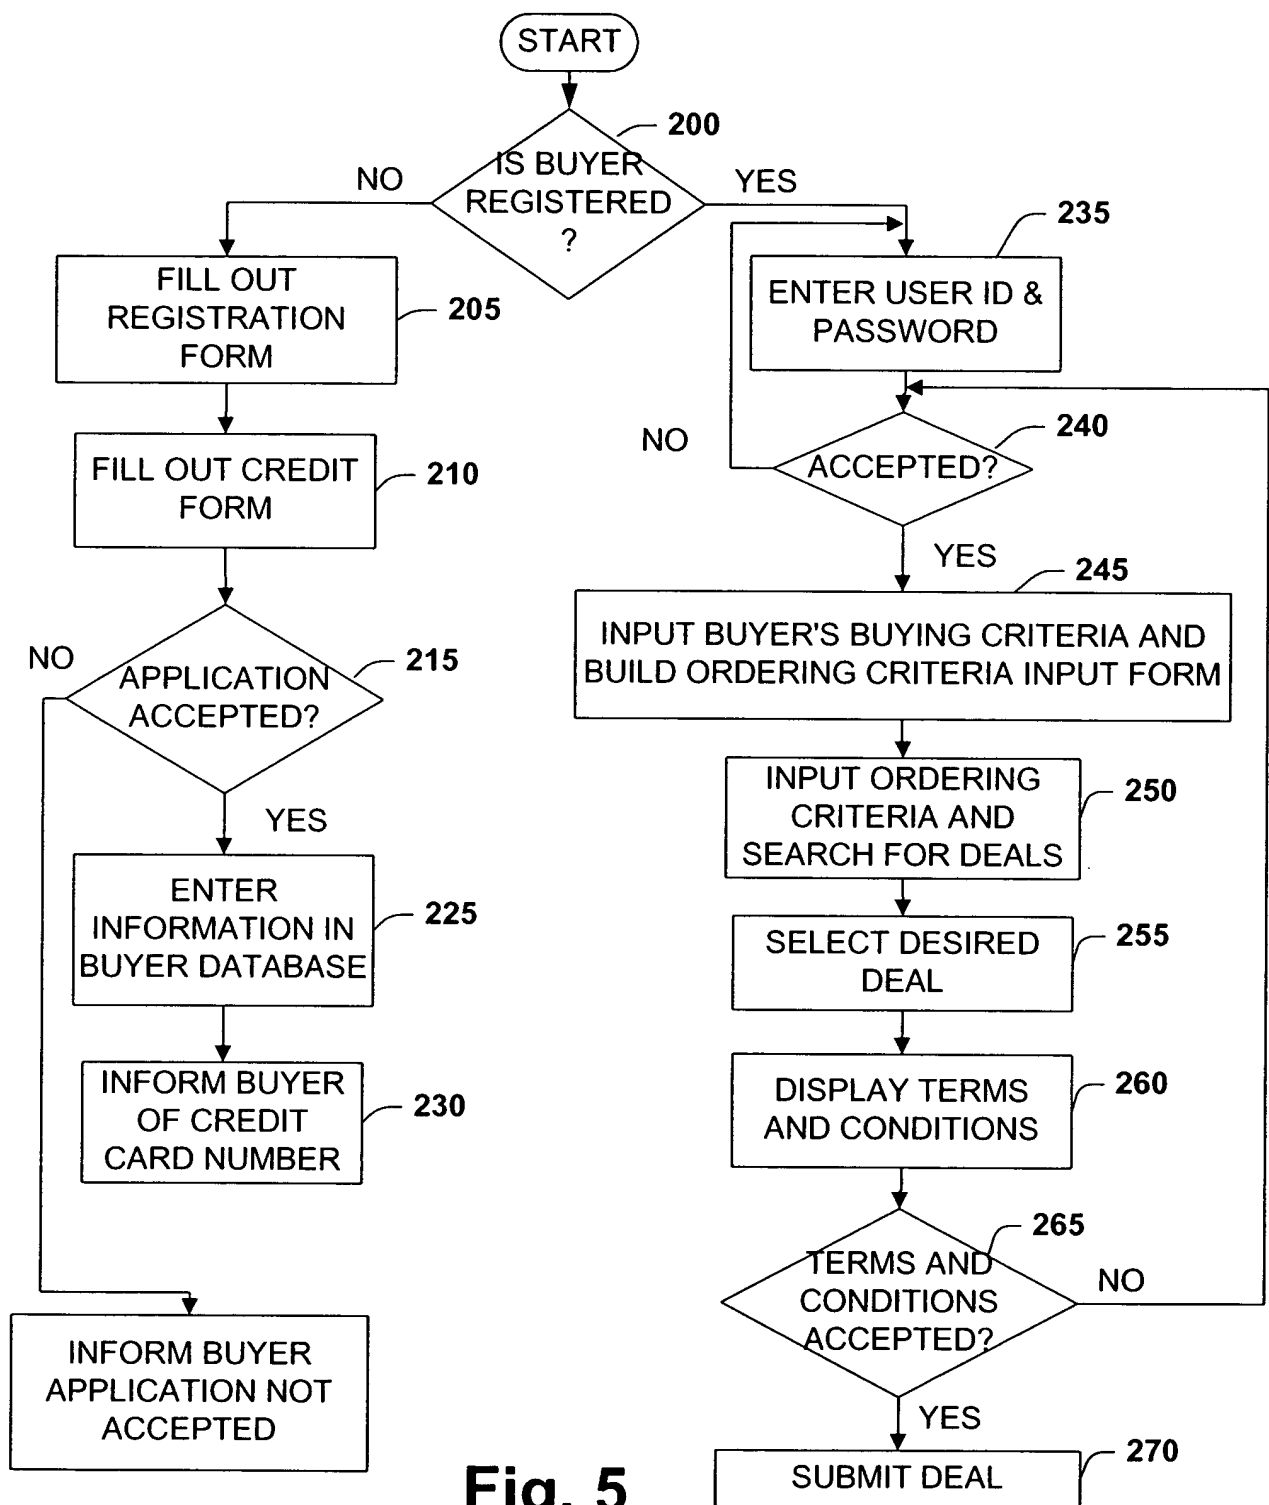 START
200
IS BUYER
REGISTERED
?
NO
YES
FILL OUT
REGISTRATION
FORM
205
FILL OUT CREDIT
FORM
210
APPLICATION
ACCEPTED?
215
NO
YES
ENTER
INFORMATION IN
BUYER DATABASE
225
INFORM BUYER
OF CREDIT
CARD NUMBER
230
INFORM BUYER
APPLICATION NOT
ACCEPTED
235
ENTER USER ID &
PASSWORD
240
ACCEPTED?
NO
YES
245
INPUT BUYER'S BUYING CRITERIA AND
BUILD ORDERING CRITERIA INPUT FORM
INPUT ORDERING
CRITERIA AND
SEARCH FOR DEALS
250
SELECT DESIRED
DEAL
255
DISPLAY TERMS
AND CONDITIONS
260
265
TERMS AND
CONDITIONS
ACCEPTED?
NO
YES
270
SUBMIT DEAL
Fig. 5